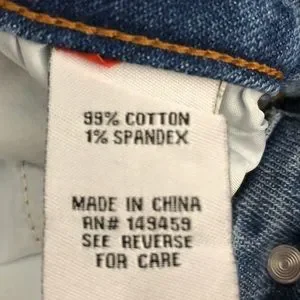 99% COTTON
1% SPANDEX
MADE IN CHINA
RN# 149459
SEE REVERSE
FOR CARE